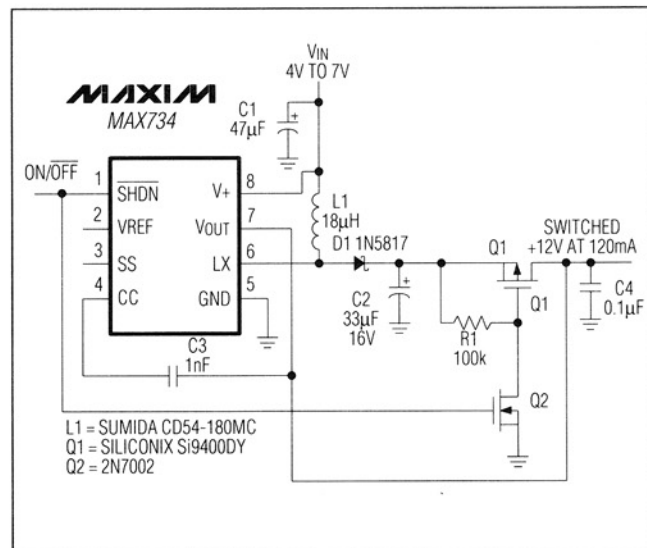 VIN
4V TO 7V
MAXIM
MAX734
C1
47µF
ON/OFF
1
SHDN
V+
8
2
VREF
VOUT
7
3
SS
LX
6
4
CC
GND
5
L1
18µH
D1 1N5817
Q1
SWITCHED
+12V AT 120mA
Q1
C4
0.1µF
C2
33µF
16V
R1
100k
C3
1nF
Q2
L1 = SUMIDA CD54-180MC
Q1 = SILICONIX Si9400DY
Q2 = 2N7002